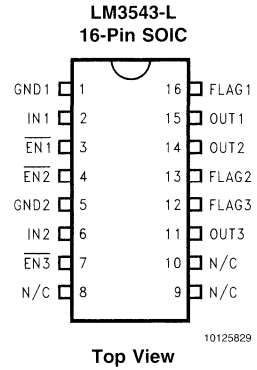 LM3543-L
16-Pin SOIC
GND1 1 16 FLAG1
IN1 2 15 OUT1
EN1 3 14 OUT2
EN2 4 13 FLAG2
GND2 5 12 FLAG3
IN2 6 11 OUT3
EN3 7 10 N/C
N/C 8 9 N/C
10125829
Top View